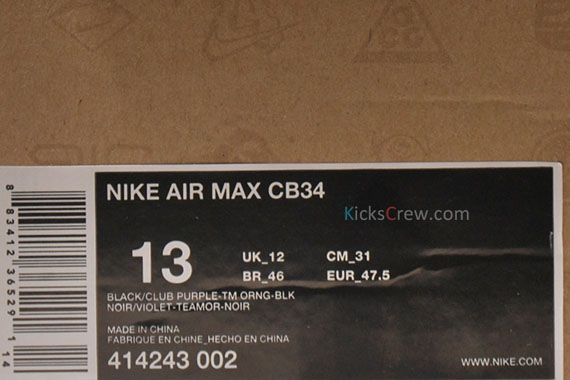 NIKE AIR MAX CB34
KicksCrew.com
13
UK_12 CM_31
BR_46 EUR_47.5
BLACK/CLUB PURPLE-TM ORNG-BLK
NOIR/VIOLET-TEAMOR-NOIR
MADE IN CHINA
FABRIQUE EN CHINE_HECHO EN CHINA
414243 002
WWW.NIKE.COM
8 83412 36529 1 14